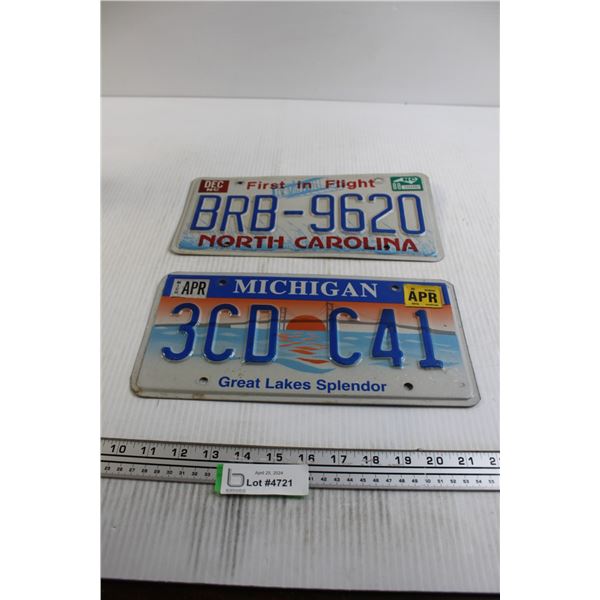 DEC
NC
First in Flight
88
BRB-9620
NORTH CAROLINA
APR
MICHIGAN
APR
3CD C41
Great Lakes Splendor
10 11 12 13 14 15 16 17 18 19 20 21
April 25, 2024
Lot #4721